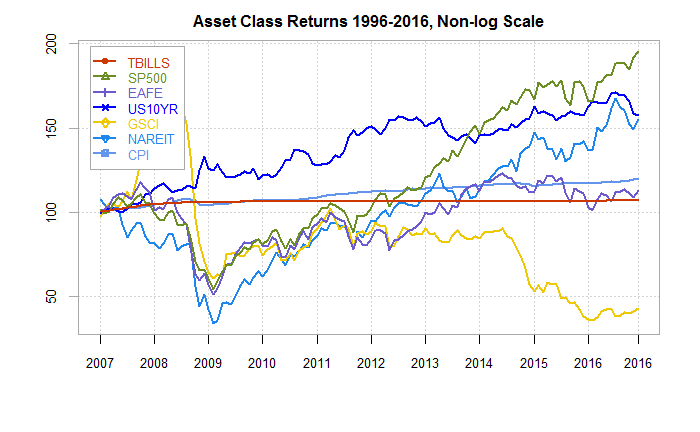 Asset Class Returns 1996-2016, Non-log Scale
200
150
100
50
TBILLS
SP500
EAFE
US10YR
GSCI
NAREIT
CPI
2007 2008 2009 2010 2011 2012 2013 2014 2015 2016 2016